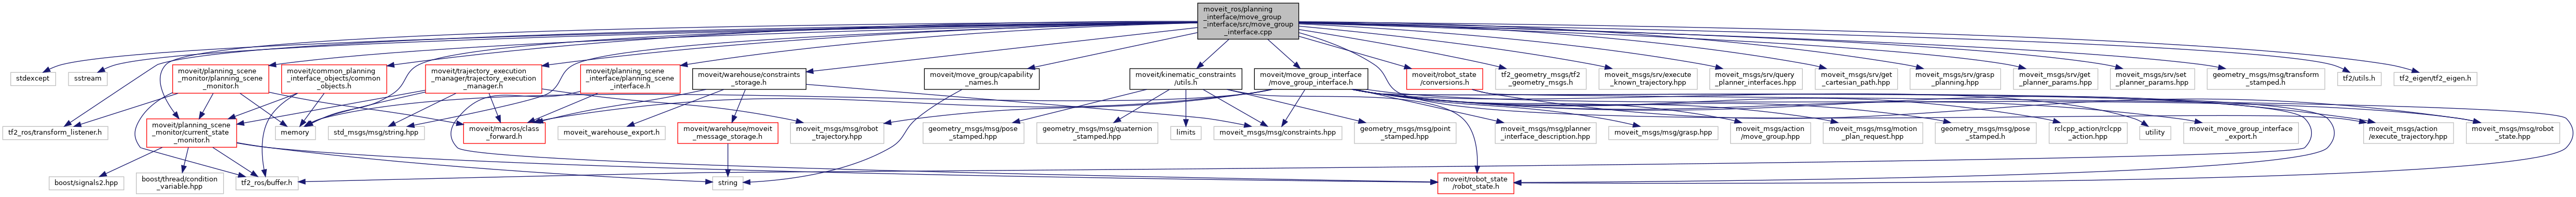 moveit_ros/planning
_interface/move_group
_interface/src/move_group
_interface.cpp
stdexcept
sstream
moveit/planning_scene
_monitor/planning_scene
_monitor.h
moveit/common_planning
_interface_objects/common
_objects.h
moveit/trajectory_execution
_manager/trajectory_execution
_manager.h
moveit/planning_scene
_interface/planning_scene
_interface.h
moveit/warehouse/constraints
_storage.h
moveit/move_group/capability
_names.h
moveit/kinematic_constraints
/utils.h
moveit/move_group_interface
/move_group_interface.h
moveit/robot_state
/conversions.h
tf2_geometry_msgs/tf2
_geometry_msgs.h
moveit_msgs/srv/execute
_known_trajectory.hpp
moveit_msgs/srv/query
_planner_interfaces.hpp
moveit_msgs/srv/get
_cartesian_path.hpp
moveit_msgs/srv/grasp
_planning.hpp
moveit_msgs/srv/get
_planner_params.hpp
moveit_msgs/srv/set
_planner_params.hpp
geometry_msgs/msg/transform
_stamped.h
tf2/utils.h
tf2_eigen/tf2_eigen.h
tf2_ros/transform_listener.h
moveit/planning_scene
_monitor/current_state
_monitor.h
memory
std_msgs/msg/string.hpp
moveit/macros/class
_forward.h
moveit_warehouse_export.h
moveit/warehouse/moveit
_message_storage.h
moveit_msgs/msg/robot
_trajectory.hpp
geometry_msgs/msg/pose
_stamped.hpp
geometry_msgs/msg/quaternion
_stamped.hpp
limits
moveit_msgs/msg/constraints.hpp
geometry_msgs/msg/point
_stamped.hpp
moveit_msgs/msg/planner
_interface_description.hpp
moveit_msgs/msg/grasp.hpp
moveit_msgs/action
/move_group.hpp
moveit_msgs/msg/motion
_plan_request.hpp
geometry_msgs/msg/pose
_stamped.h
rclcpp_action/rclcpp
_action.hpp
utility
moveit_move_group_interface
_export.h
moveit_msgs/action
/execute_trajectory.hpp
moveit_msgs/msg/robot
_state.hpp
boost/signals2.hpp
boost/thread/condition
_variable.hpp
tf2_ros/buffer.h
string
moveit/robot_state
/robot_state.h